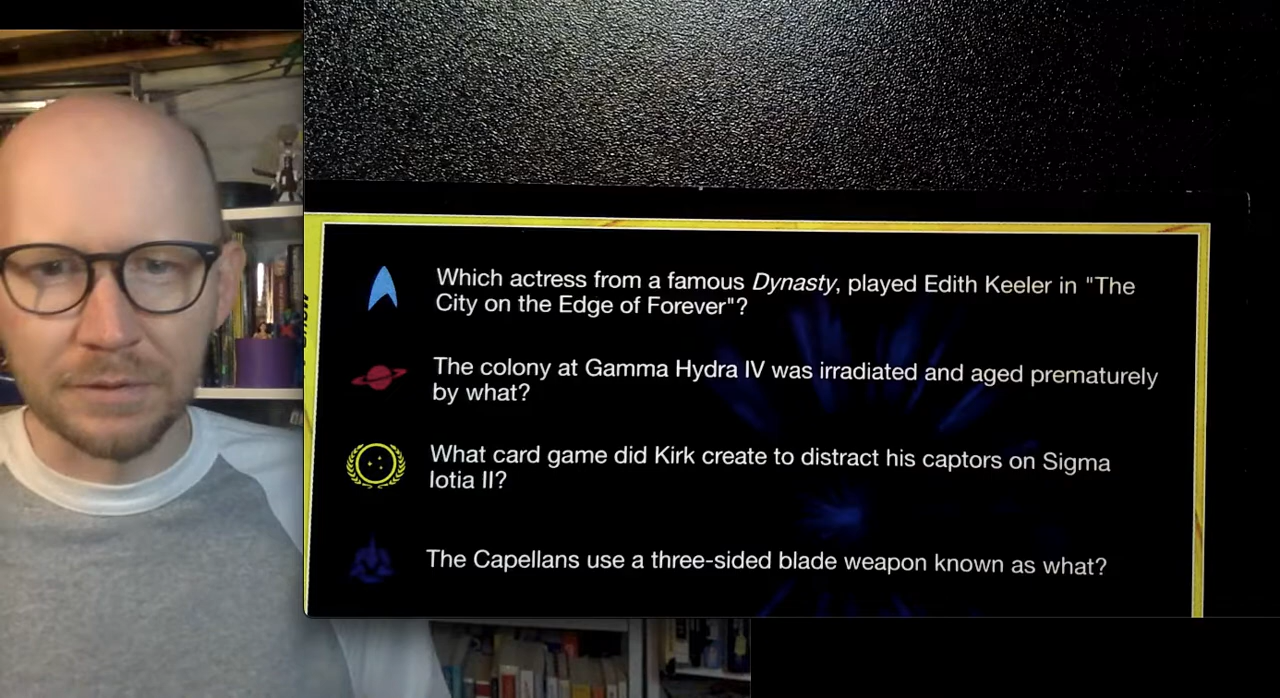 Which actress from a famous Dynasty, played Edith Keeler in "The
City on the Edge of Forever"?
The colony at Gamma Hydra IV was irradiated and aged prematurely
by what?
What card game did Kirk create to distract his captors on Sigma
Iotia II?
The Capellans use a three-sided blade weapon known as what?